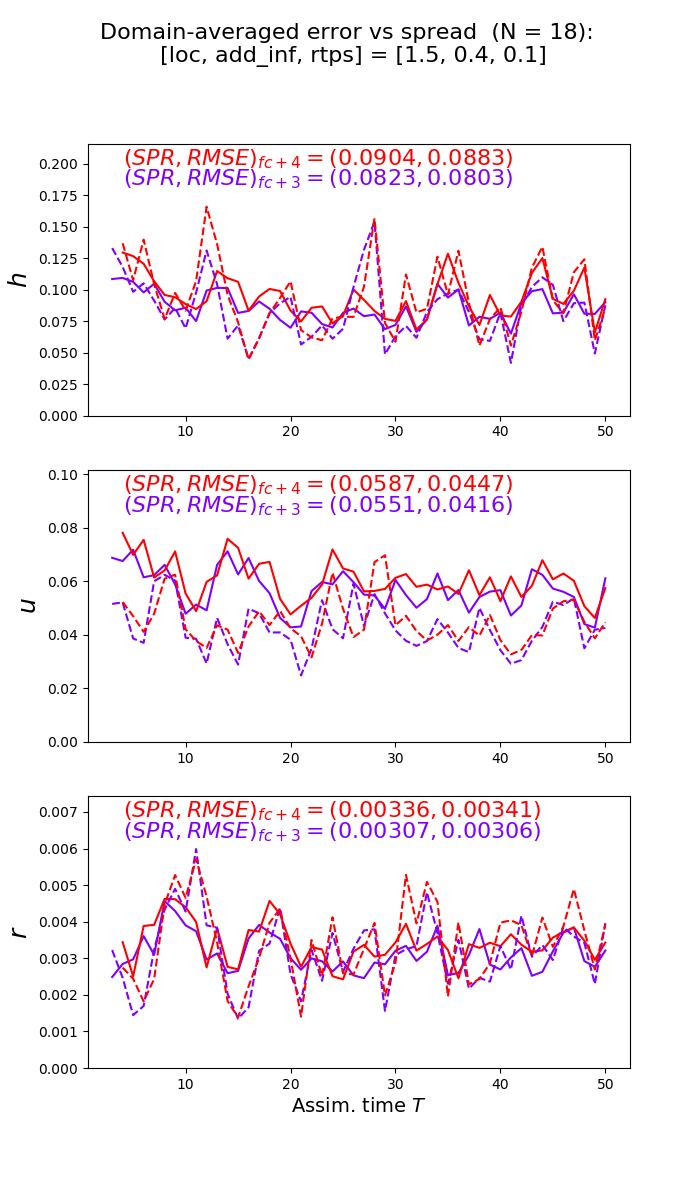 Domain-averaged error vs spread (N = 18):
[loc, add_inf, rtps] = [1.5, 0.4, 0.1]
(SPR, RMSE)fc+4 = (0.0904, 0.0883)
(SPR, RMSE)fc+3 = (0.0823, 0.0803)
0.200
0.175
0.150
0.125
0.100
0.075
0.050
0.025
0.000
h
10 20 30 40 50
(SPR, RMSE)fc+4 = (0.0587, 0.0447)
(SPR, RMSE)fc+3 = (0.0551, 0.0416)
0.10
0.08
0.06
0.04
0.02
0.00
u
10 20 30 40 50
(SPR, RMSE)fc+4 = (0.00336, 0.00341)
(SPR, RMSE)fc+3 = (0.00307, 0.00306)
0.007
0.006
0.005
0.004
0.003
0.002
0.001
0.000
r
10 20 30 40 50
Assim. time T